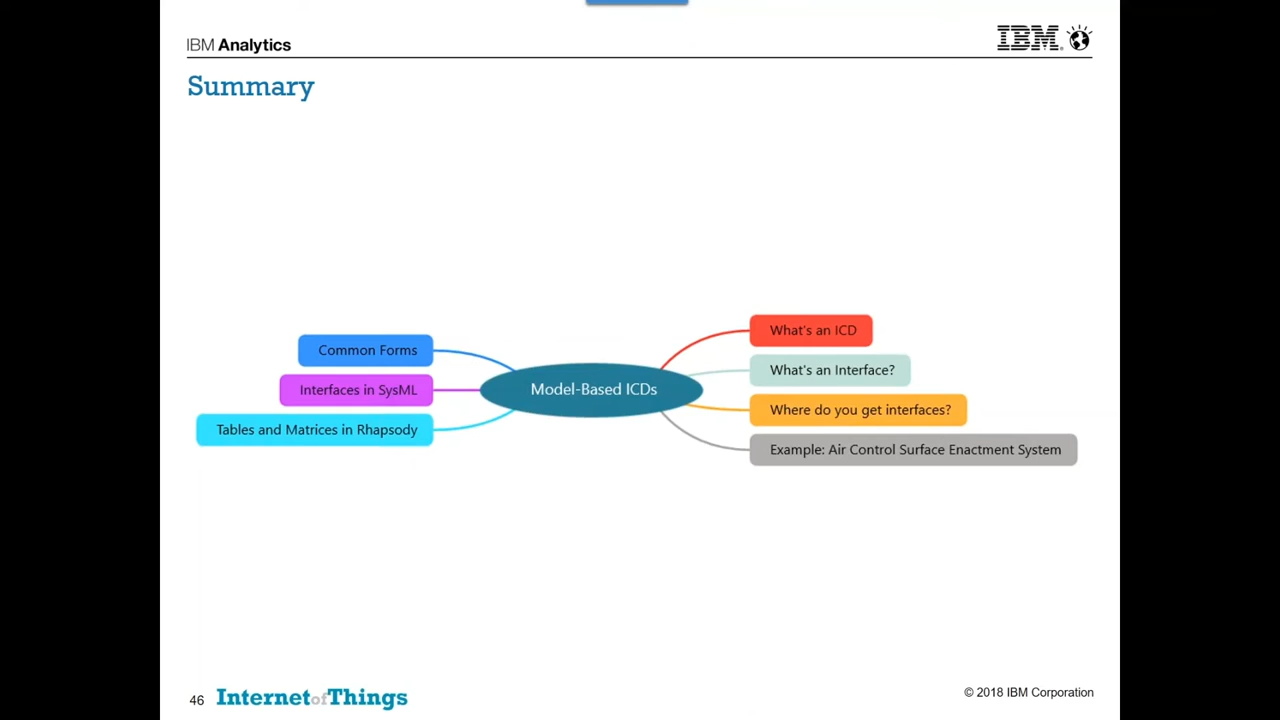 IBM Analytics
IBM
Summary
What's an ICD
Common Forms
What's an Interface?
Interfaces in SysML
Model-Based ICDs
Where do you get interfaces?
Tables and Matrices in Rhapsody
Example: Air Control Surface Enactment System
46 Internet of Things
© 2018 IBM Corporation